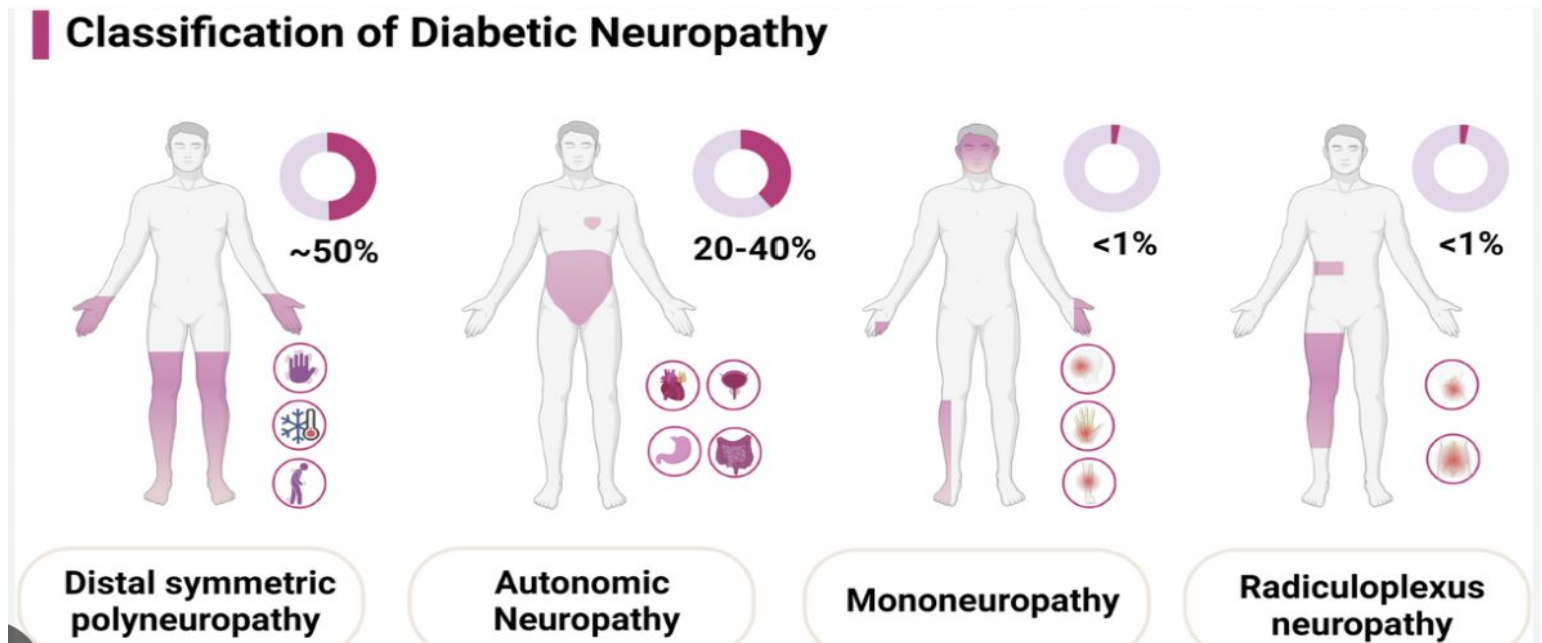 Classification of Diabetic Neuropathy
~50%
20-40%
<1%
<1%
Distal symmetric
polyneuropathy
Autonomic
Neuropathy
Mononeuropathy
Radiculoplexus
neuropathy